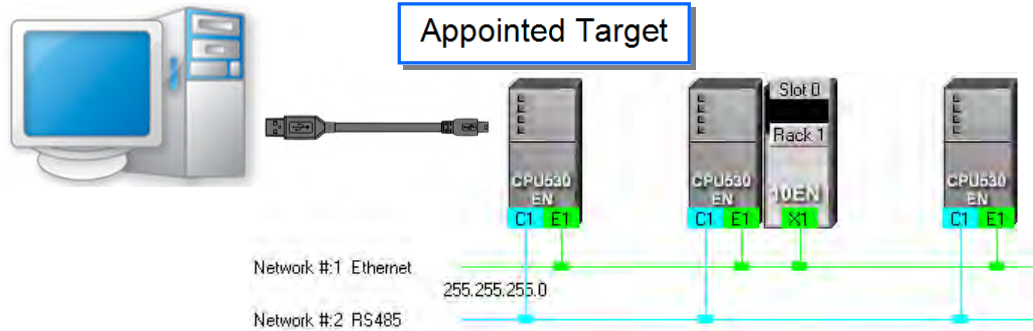 Appointed Target
Slot 0
Rack 1
CPU530
EN
C1 E1
CPU530
EN
C1 E1
10EN
X1
CPU530
EN
C1 E1
Network #:1 Ethernet
255.255.255.0
Network #:2 RS485